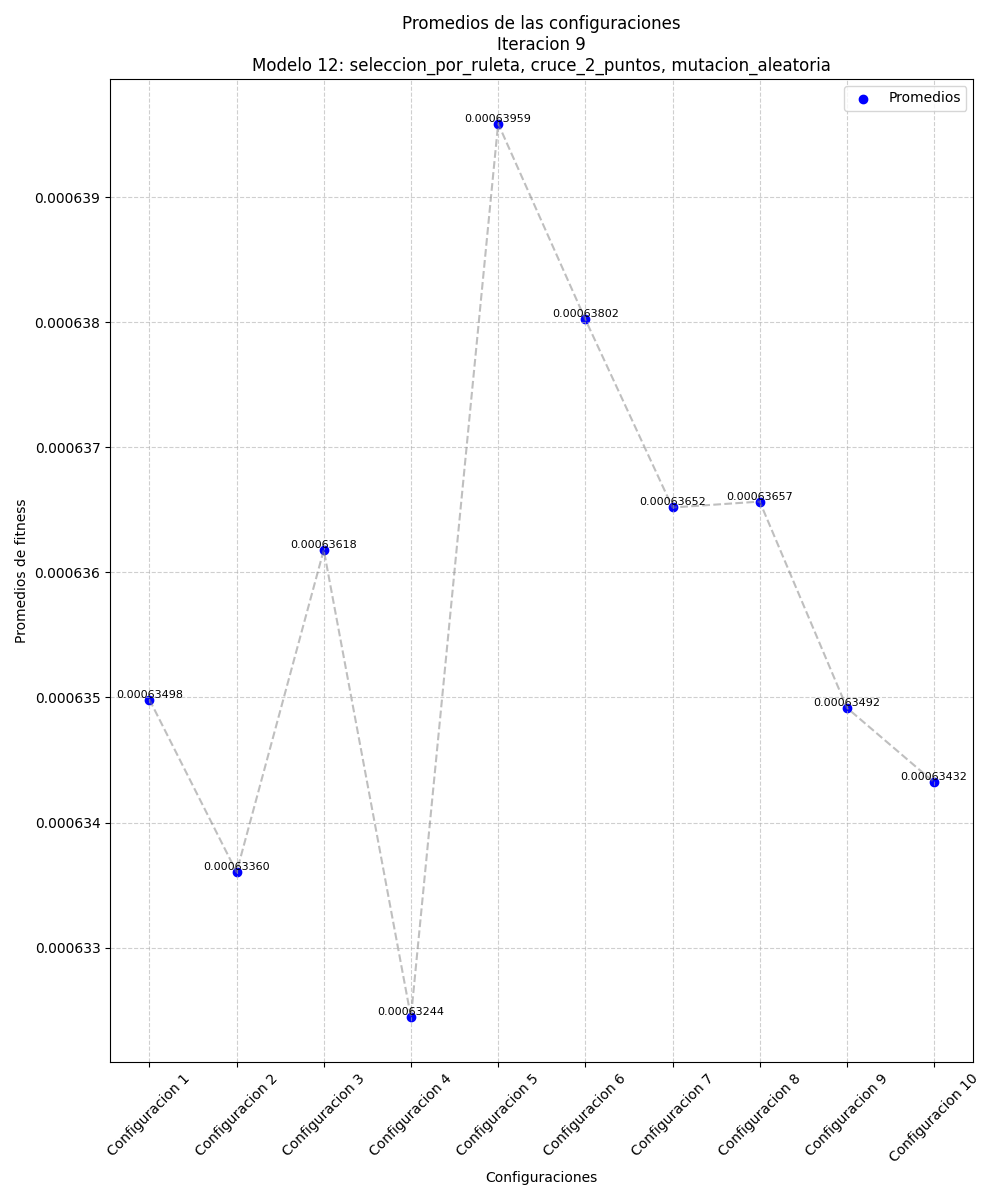 Promedios de las configuraciones
Iteracion 9
Modelo 12: seleccion_por_ruleta, cruce_2_puntos, mutacion_aleatoria
Promedios
0.00063959
0.000639
0.00063802
0.000638
0.000637
0.00063652
0.00063657
0.00063618
0.000636
0.00063498
0.000635
0.00063492
0.00063432
0.000634
0.00063360
0.000633
0.00063244
Promedios de fitness
Configuracion 1
Configuracion 2
Configuracion 3
Configuracion 4
Configuracion 5
Configuracion 6
Configuracion 7
Configuracion 8
Configuracion 9
Configuracion 10
Configuraciones